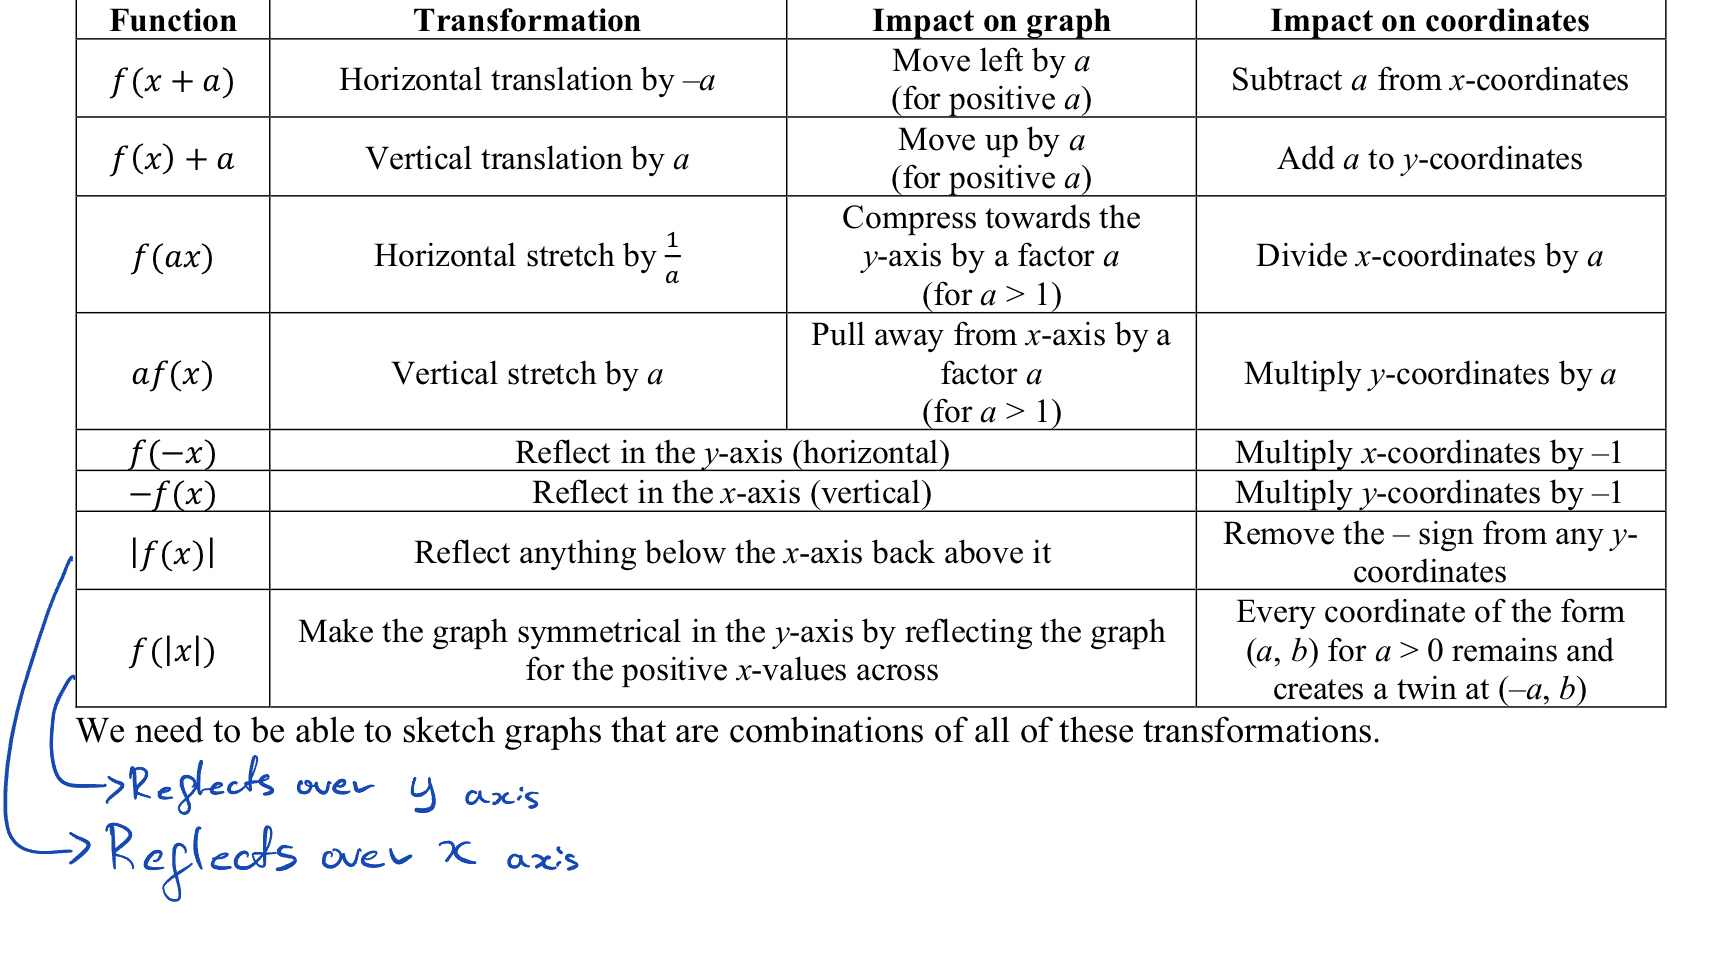 Function Transformation Impact on graph Impact on coordinates
f(x + a) Horizontal translation by –a Move left by a
(for positive a) Subtract a from x-coordinates
f(x) + a Vertical translation by a Move up by a
(for positive a) Add a to y-coordinates
f(ax) Horizontal stretch by 1/a Compress towards the
y-axis by a factor a
(for a > 1) Divide x-coordinates by a
af(x) Vertical stretch by a Pull away from x-axis by a
factor a
(for a > 1) Multiply y-coordinates by a
f(−x) Reflect in the y-axis (horizontal) Multiply x-coordinates by –1
−f(x) Reflect in the x-axis (vertical) Multiply y-coordinates by –1
|f(x)| Reflect anything below the x-axis back above it Remove the – sign from any y-
coordinates
f(|x|) Make the graph symmetrical in the y-axis by reflecting the graph
for the positive x-values across Every coordinate of the form
(a, b) for a > 0 remains and
creates a twin at (–a, b)
We need to be able to sketch graphs that are combinations of all of these transformations.
Reflects over y axis
Reflects over x axis